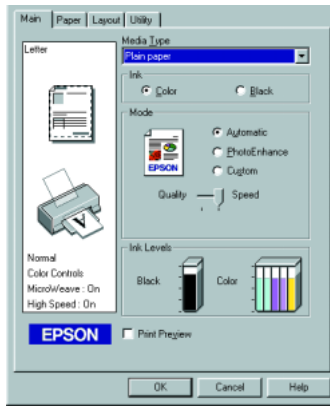 Main Paper Layout Utility
Letter
Media Type
Plain paper
Ink
Color Black
Mode
EPSON
Automatic
PhotoEnhance
Custom
Quality Speed
A
Normal
Color Controls
MicroWeave : On
High Speed : On
Ink Levels
Black Color
EPSON
Print Preview
OK Cancel Help